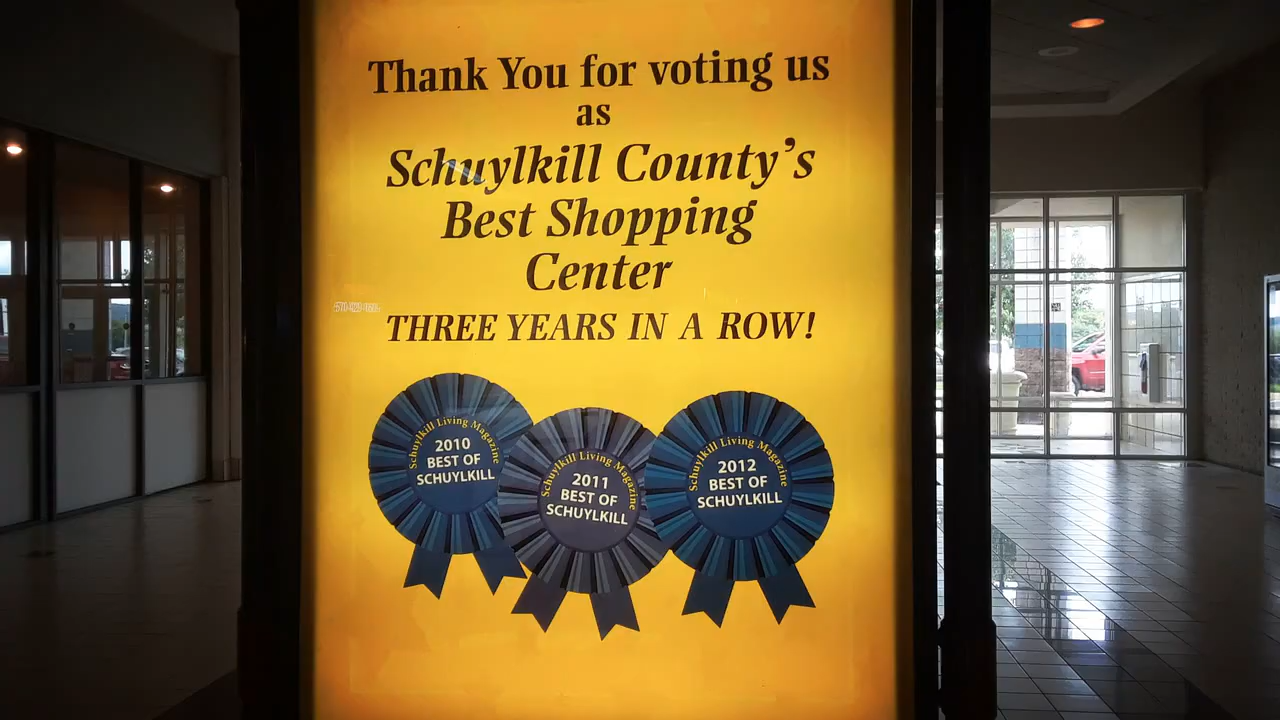 Thank You for voting us
as
Schuylkill County's
Best Shopping
Center
THREE YEARS IN A ROW!
Schuylkill Living Magazine
2010
BEST OF
SCHUYLKILL
Schuylkill Living Magazine
2011
BEST OF
SCHUYLKILL
Schuylkill Living Magazine
2012
BEST OF
SCHUYLKILL